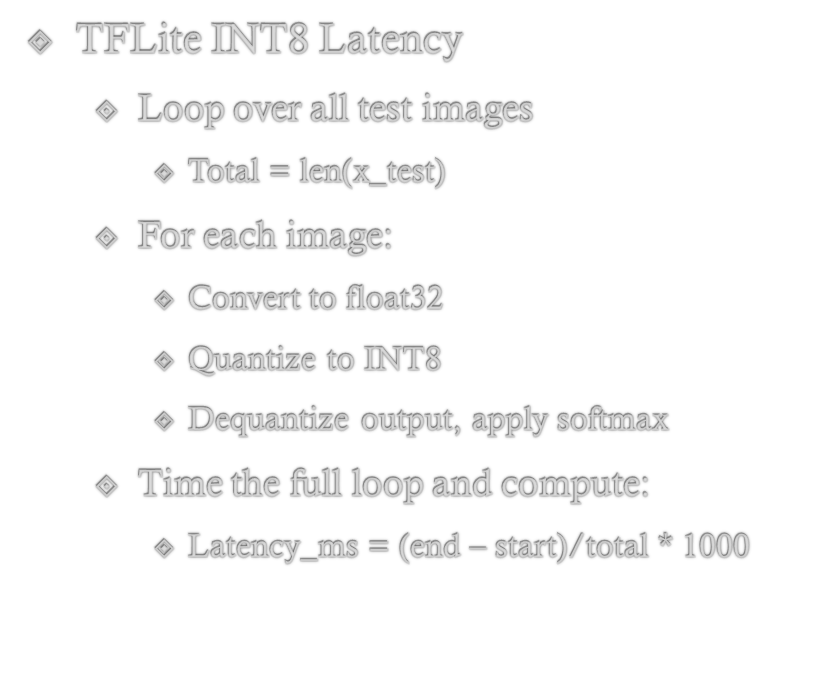 TFLite INT8 Latency
Loop over all test images
Total = len(x_test)
For each image:
Convert to float32
Quantize to INT8
Dequantize output, apply softmax
Time the full loop and compute:
Latency_ms = (end – start)/total * 1000